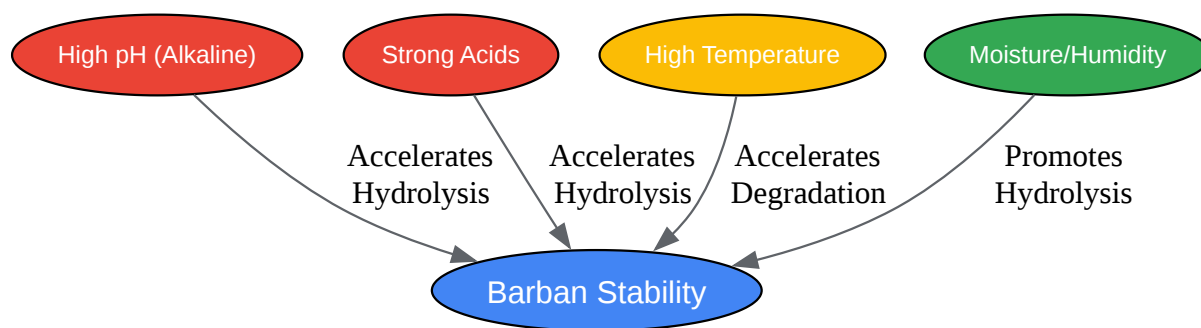 High pH (Alkaline)
Strong Acids
High Temperature
Moisture/Humidity
Accelerates
Hydrolysis
Accelerates
Hydrolysis
Accelerates
Degradation
Promotes
Hydrolysis
Barban Stability